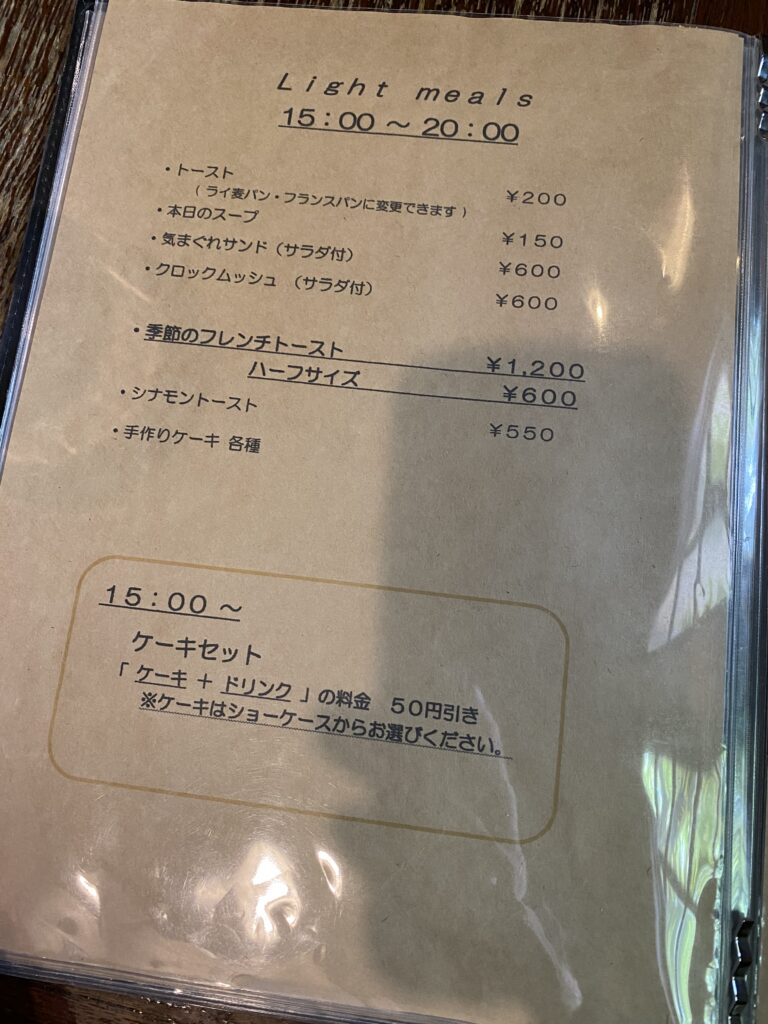 Light meals
15:00 ～ 20:00
・トースト ¥200
( ライ麦パン・フランスパンに変更できます )
・本日のスープ ¥150
・気まぐれサンド（サラダ付） ¥600
・クロックムッシュ （サラダ付） ¥600
・季節のフレンチトースト ¥1,200
ハーフサイズ ¥600
・シナモントースト ¥550
・手作りケーキ 各種
15:00 ～
ケーキセット
「 ケーキ ＋ ドリンク 」の料金 50円引き
※ケーキはショーケースからお選びください。